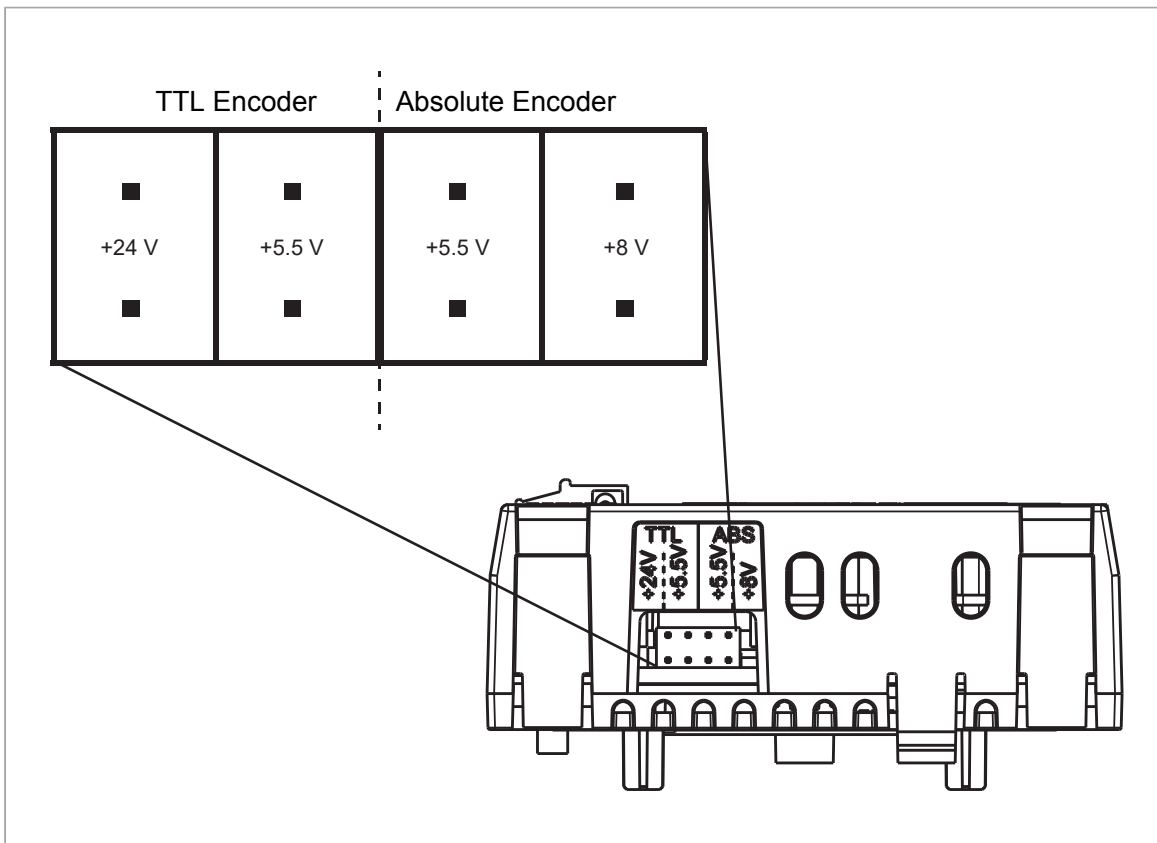 TTL Encoder Absolute Encoder
+24 V +5.5 V +5.5 V +8 V
TTL ABS
+24V +5.5V +5.5V +8V